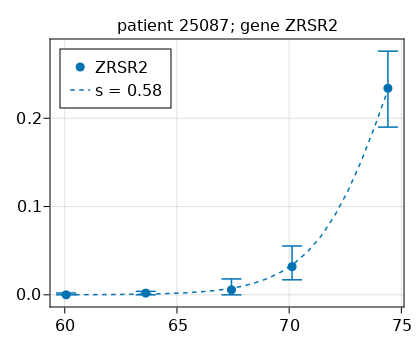 patient 25087; gene ZRSR2
ZRSR2
s = 0.58
0.2
0.1
0.0
60 65 70 75